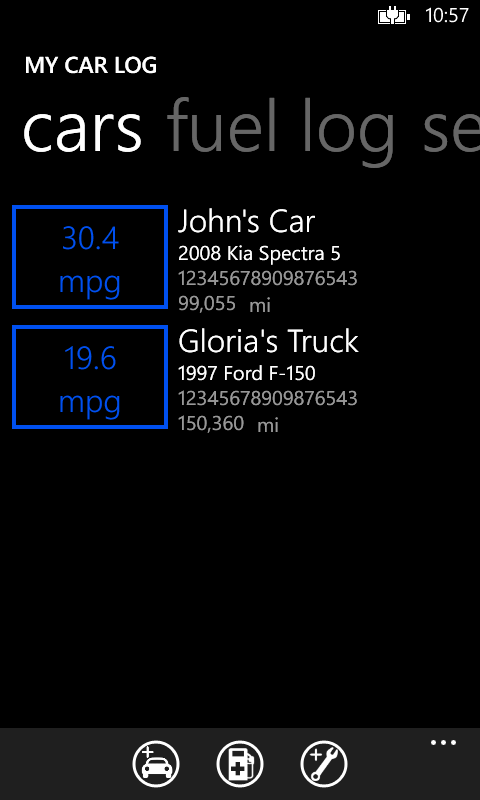 10:57
MY CAR LOG
cars fuel log se
30.4
mpg
John's Car
2008 Kia Spectra 5
12345678909876543
99,055 mi
19.6
mpg
Gloria's Truck
1997 Ford F-150
12345678909876543
150,360 mi